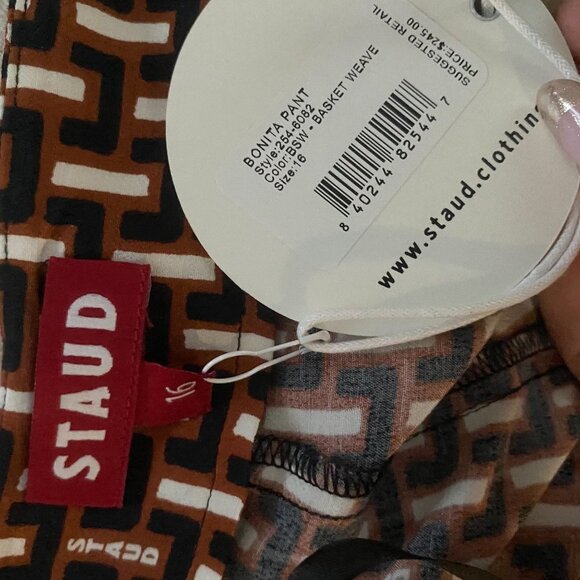 SUGGESTED RETAIL
PRICE:$245.00
BONITA PANT
Style:254-6082
Color:BSW - BASKET WEAVE
Size:16
8 40244 82544 7
www.staud.clothing
STAUD
16
STAUD